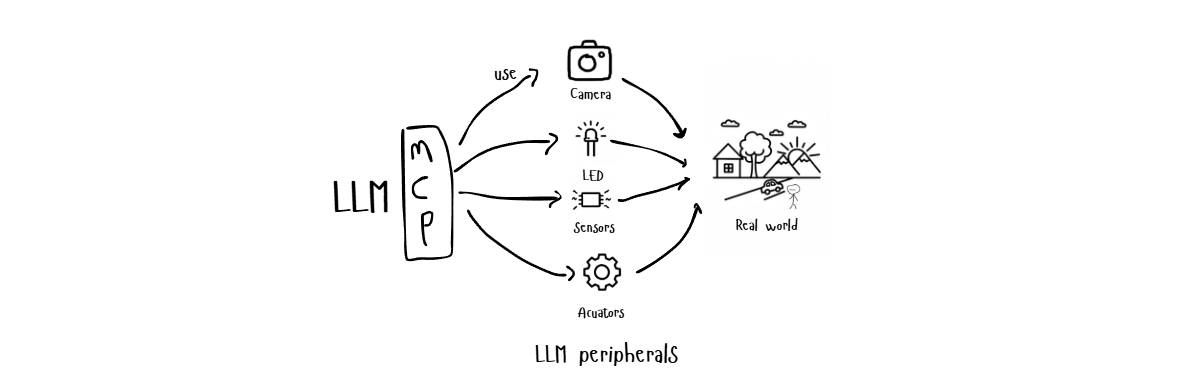 use
Camera
LED
LLM
M
C
P
Sensors
Real world
Acuators
LLM peripherals